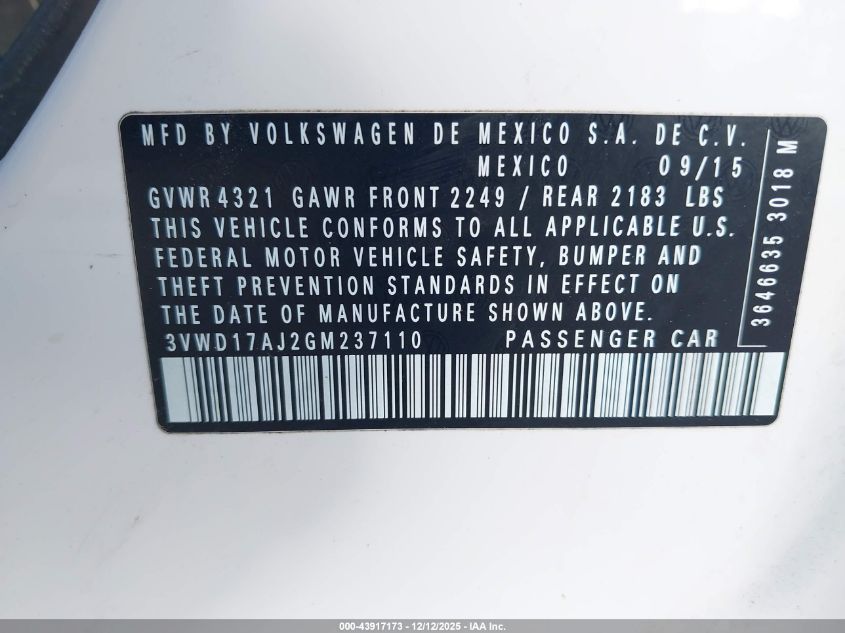 MFD BY VOLKSWAGEN DE MEXICO S.A. DE C.V.
MEXICO 09/15
GVWR 4321 GAWR FRONT 2249 / REAR 2183 LBS
THIS VEHICLE CONFORMS TO ALL APPLICABLE U.S.
FEDERAL MOTOR VEHICLE SAFETY, BUMPER AND
THEFT PREVENTION STANDARDS IN EFFECT ON
THE DATE OF MANUFACTURE SHOWN ABOVE.
3VWD17AJ2GM237110 PASSENGER CAR
3646635 3018 M
000-43917173 - 12/12/2025 - IAA Inc.